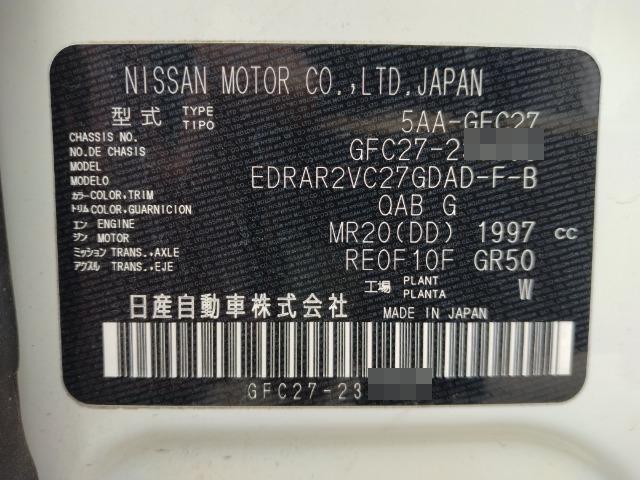 NISSAN MOTOR CO.,LTD.JAPAN
型式 TYPE TIPO 5AA-GFC27
CHASSIS NO. NO.DE CHASIS GFC27-2
MODEL MODELO EDRAR2VC27GDAD-F-B
カラー COLOR,TRIM トリム COLOR,GUARNICION QAB G
エンジン ENGINE MOTOR MR20(DD) 1997 cc
ミッション TRANS.,AXLE アクスル TRANS.,EJE RE0F10F GR50
工場 PLANT PLANTA W
日産自動車株式会社 MADE IN JAPAN
GFC27-23